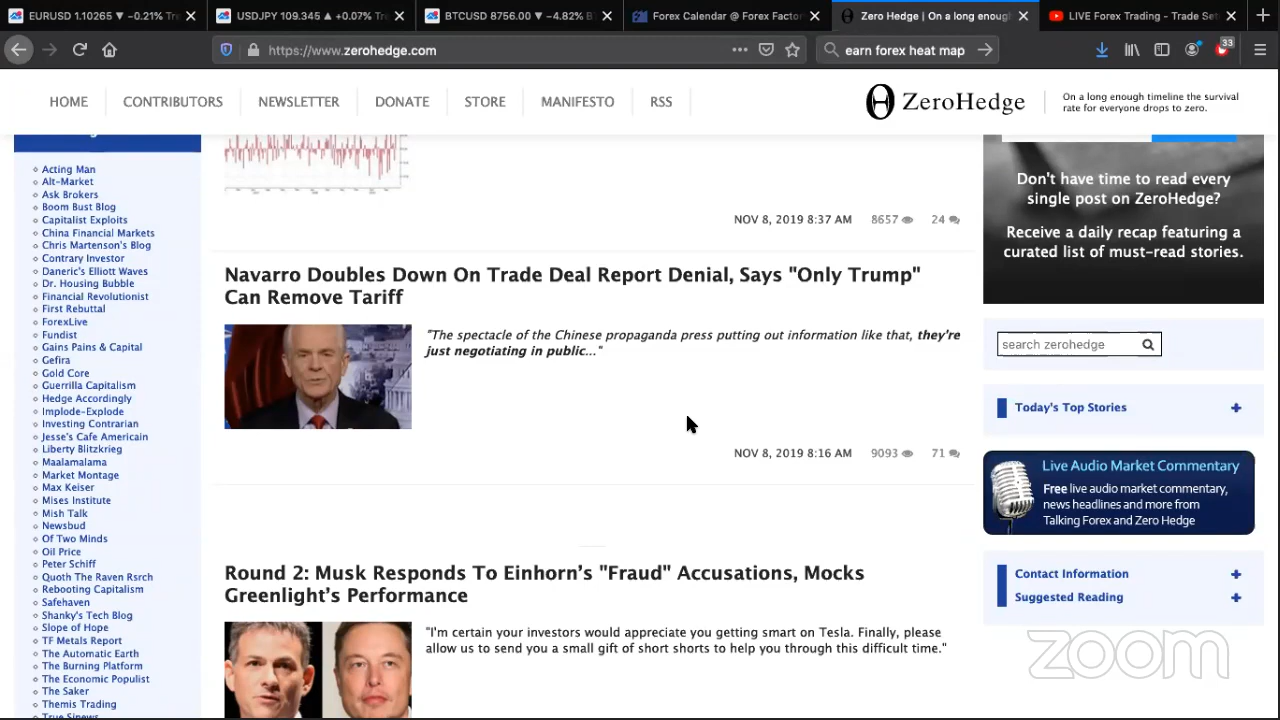 EURUSD 1.10265 ▼ −0.21% Tr
USDJPY 109.345 ▲ +0.07% Tr
BTCUSD 8756.00 ▼ −4.82% B
Forex Calendar @ Forex Factor
Zero Hedge | On a long enoug
LIVE Forex Trading - Trade Se
https://www.zerohedge.com
earn forex heat map
33
HOME
CONTRIBUTORS
NEWSLETTER
DONATE
STORE
MANIFESTO
RSS
ZeroHedge
On a long enough timeline the survival
rate for everyone drops to zero.
Acting Man
Alt-Market
Ask Brokers
Boom Bust Blog
Capitalist Exploits
China Financial Markets
Chris Martenson's Blog
Contrary Investor
Daneric's Elliott Waves
Dr. Housing Bubble
Financial Revolutionist
First Rebuttal
ForexLive
Fundist
Gains Pains & Capital
Gefira
Gold Core
Guerrilla Capitalism
Hedge Accordingly
Implode-Explode
Investing Contrarian
Jesse's Cafe Americain
Liberty Blitzkrieg
Maalamalama
Market Montage
Max Keiser
Mises Institute
Mish Talk
Newsbud
Of Two Minds
Oil Price
Peter Schiff
Quoth The Raven Rsrch
Rebooting Capitalism
Safehaven
Shanky's Tech Blog
Slope of Hope
TF Metals Report
The Automatic Earth
The Burning Platform
The Economic Populist
The Saker
Themis Trading
True Sinews
NOV 8, 2019 8:37 AM 8657 24
Navarro Doubles Down On Trade Deal Report Denial, Says "Only Trump"
Can Remove Tariff
"The spectacle of the Chinese propaganda press putting out information like that, they're
just negotiating in public..."
NOV 8, 2019 8:16 AM 9093 71
Round 2: Musk Responds To Einhorn’s "Fraud" Accusations, Mocks
Greenlight’s Performance
"I'm certain your investors would appreciate you getting smart on Tesla. Finally, please
allow us to send you a small gift of short shorts to help you through this difficult time."
Don't have time to read every
single post on ZeroHedge?
Receive a daily recap featuring a
curated list of must-read stories.
search zerohedge
Today's Top Stories
Live Audio Market Commentary
Free live audio market commentary,
news headlines and more from
Talking Forex and Zero Hedge
Contact Information
Suggested Reading
zoom